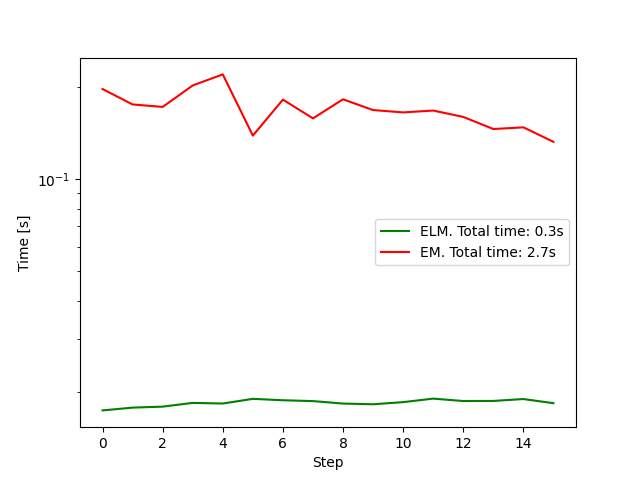 10⁻¹
Time [s]
ELM. Total time: 0.3s
EM. Total time: 2.7s
0 2 4 6 8 10 12 14
Step